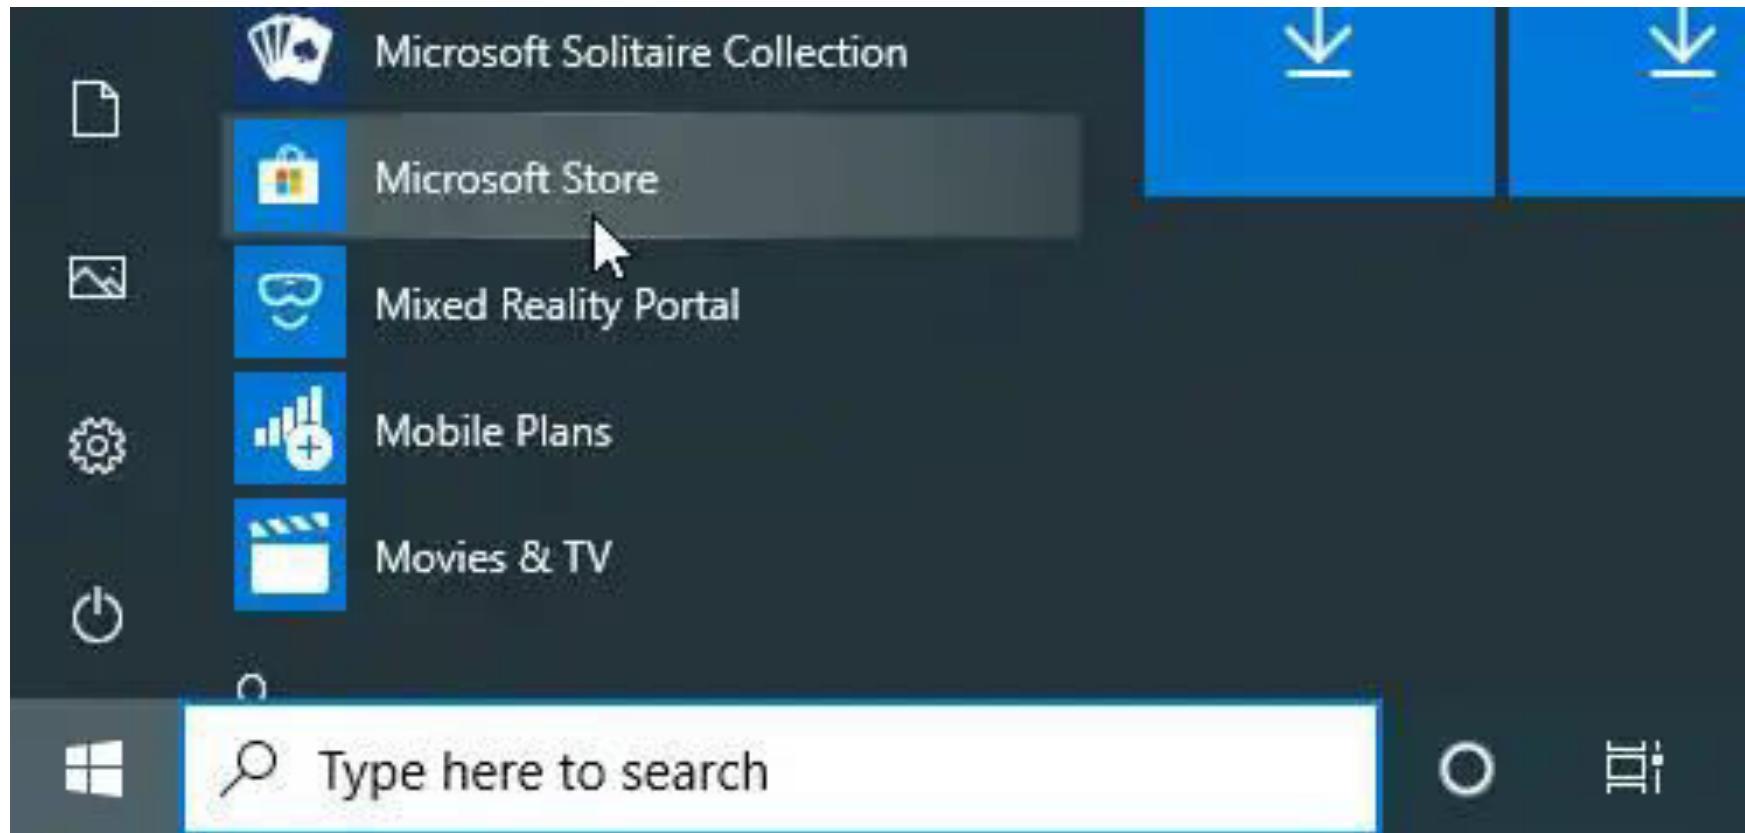 Microsoft Solitaire Collection
Microsoft Store
Mixed Reality Portal
Mobile Plans
Movies & TV
Type here to search